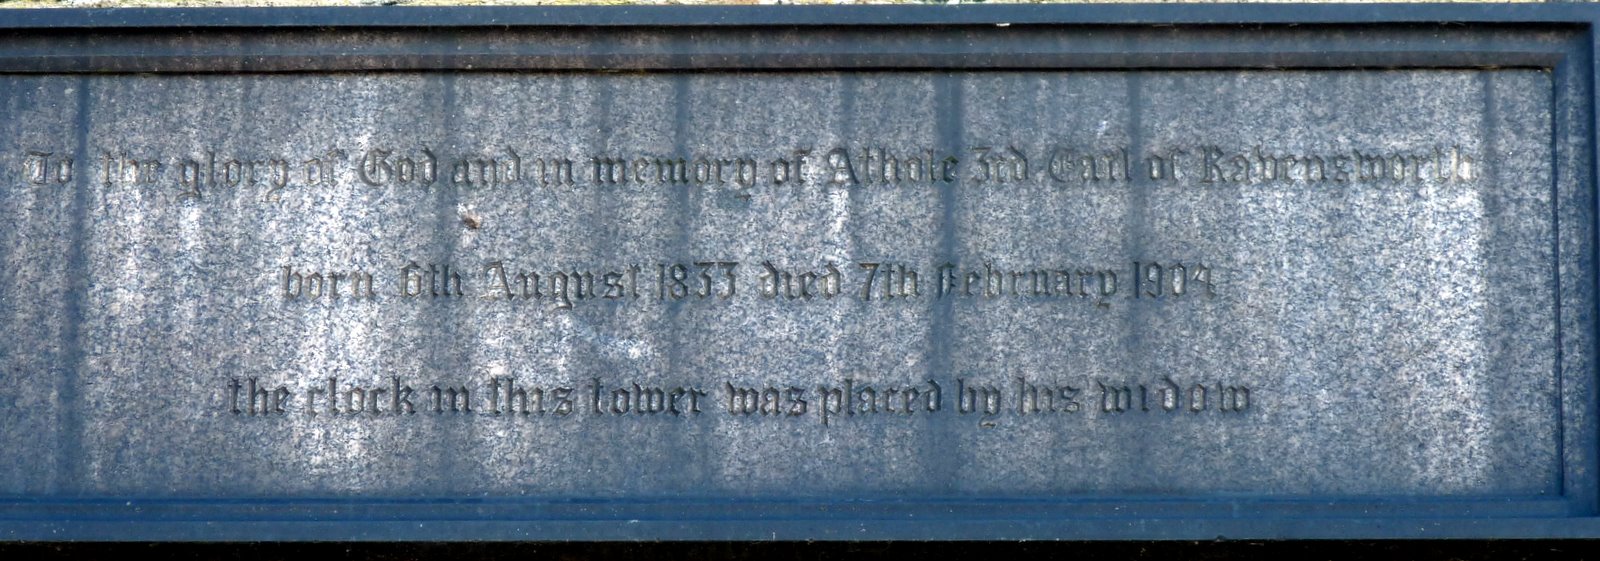 To the glory of God and in memory of Athole 3rd Earl of Ravensworth
born 6th August 1833 died 7th February 1904
the clock in this tower was placed by his widow